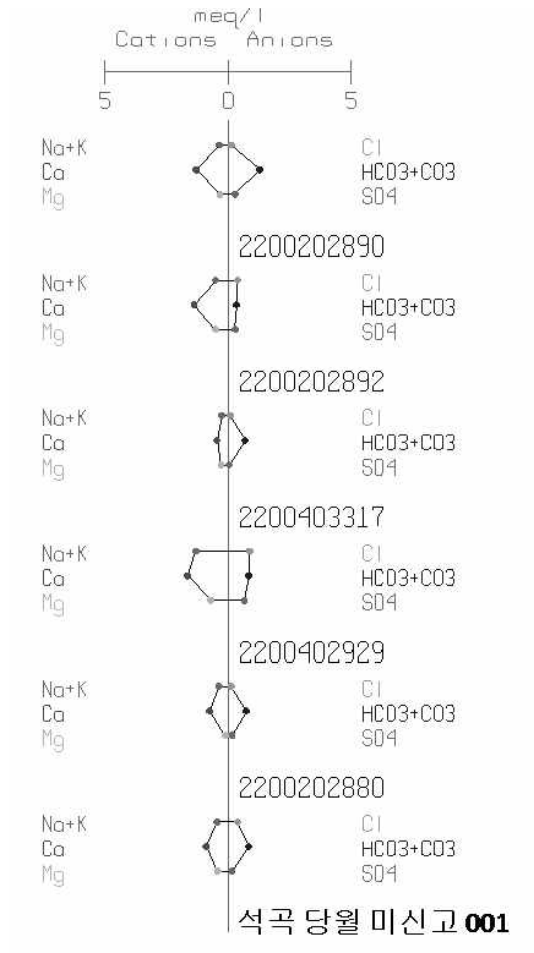 meq/l
Cations Anions
5 0 5
Na+K Cl
Ca HCO3+CO3
Mg SO4
2200202890
Na+K Cl
Ca HCO3+CO3
Mg SO4
2200202892
Na+K Cl
Ca HCO3+CO3
Mg SO4
2200403317
Na+K Cl
Ca HCO3+CO3
Mg SO4
2200402929
Na+K Cl
Ca HCO3+CO3
Mg SO4
2200202880
Na+K Cl
Ca HCO3+CO3
Mg SO4
석곡 당월 미신고 001